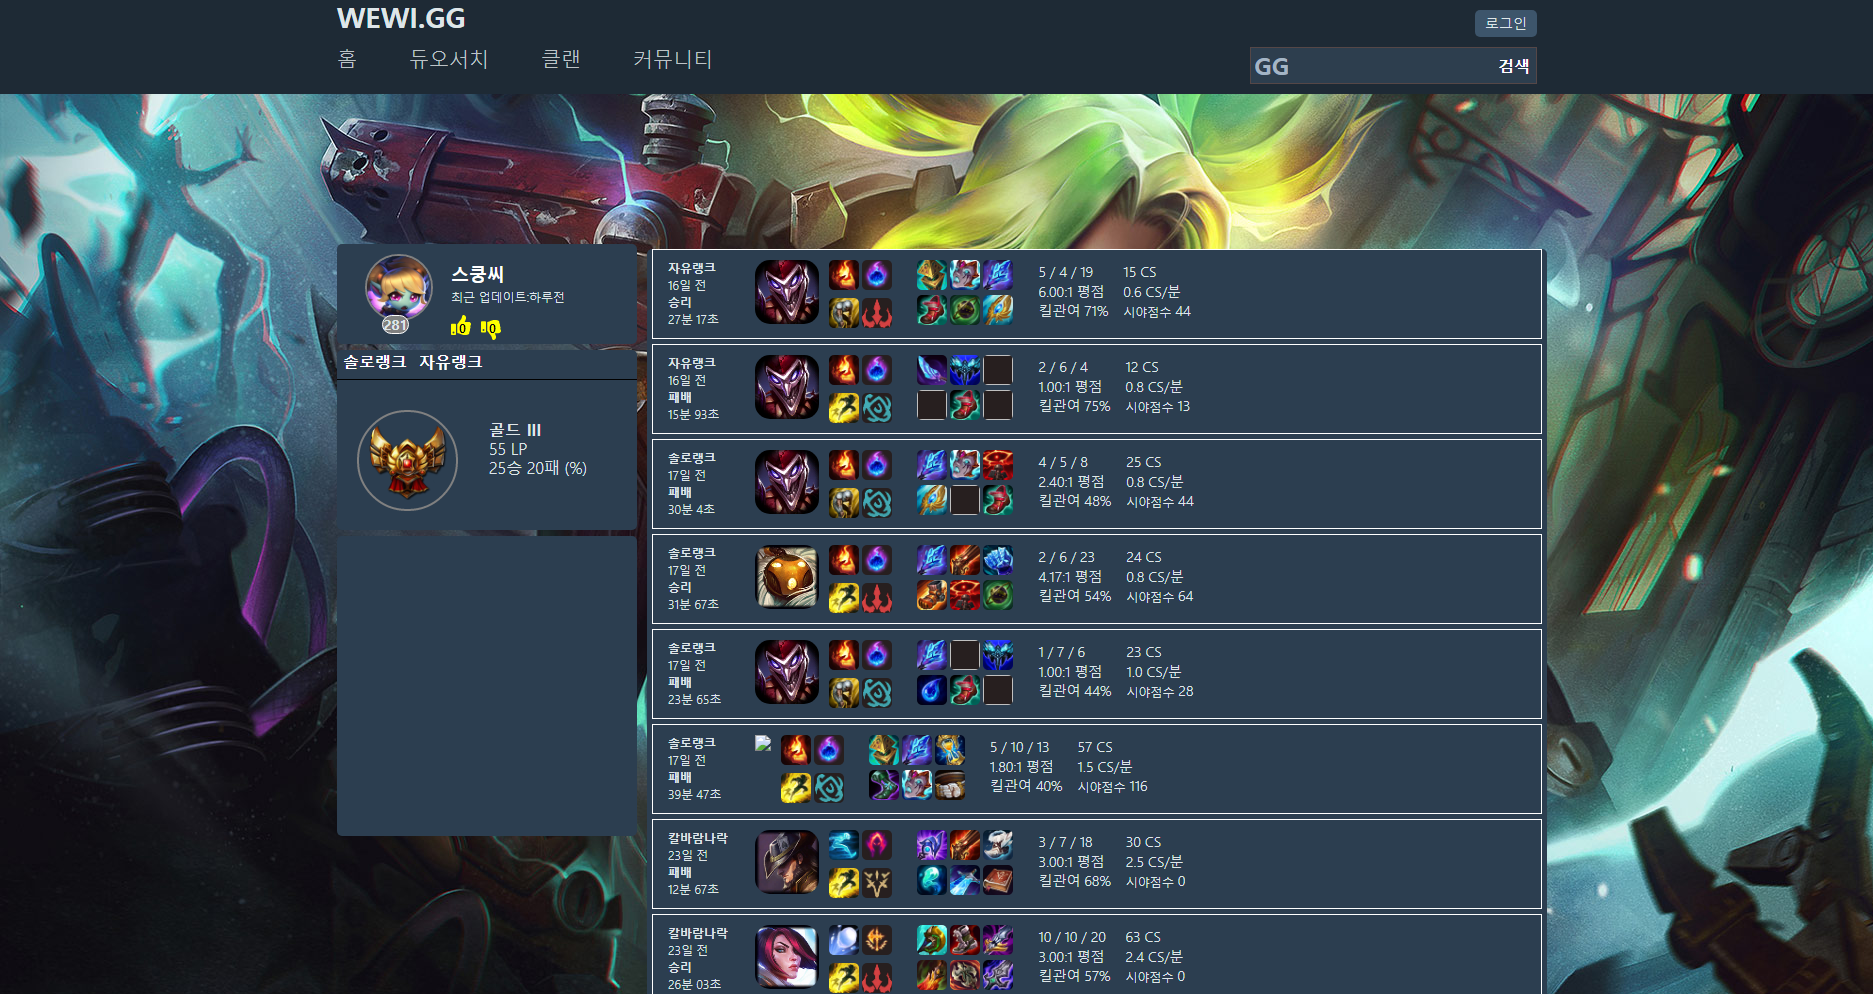 WEWI.GG
로그인
홈 듀오서치 클랜 커뮤니티
GG 검색
스쿵씨
최근 업데이트:하루전
281
0 0
솔로랭크 자유랭크
골드 III
55 LP
25승 20패 (%)
자유랭크
16일 전
승리
27분 17초
5 / 4 / 19
6.00:1 평점
킬관여 71%
15 CS
0.6 CS/분
시야점수 44
자유랭크
16일 전
패배
15분 93초
2 / 6 / 4
1.00:1 평점
킬관여 75%
12 CS
0.8 CS/분
시야점수 13
솔로랭크
17일 전
패배
30분 4초
4 / 5 / 8
2.40:1 평점
킬관여 48%
25 CS
0.8 CS/분
시야점수 44
솔로랭크
17일 전
승리
31분 67초
2 / 6 / 23
4.17:1 평점
킬관여 54%
24 CS
0.8 CS/분
시야점수 64
솔로랭크
17일 전
패배
23분 65초
1 / 7 / 6
1.00:1 평점
킬관여 44%
23 CS
1.0 CS/분
시야점수 28
솔로랭크
17일 전
패배
39분 47초
5 / 10 / 13
1.80:1 평점
킬관여 40%
57 CS
1.5 CS/분
시야점수 116
칼바람나락
23일 전
패배
12분 67초
3 / 7 / 18
3.00:1 평점
킬관여 68%
30 CS
2.5 CS/분
시야점수 0
칼바람나락
23일 전
승리
26분 03초
10 / 10 / 20
3.00:1 평점
킬관여 57%
63 CS
2.4 CS/분
시야점수 0